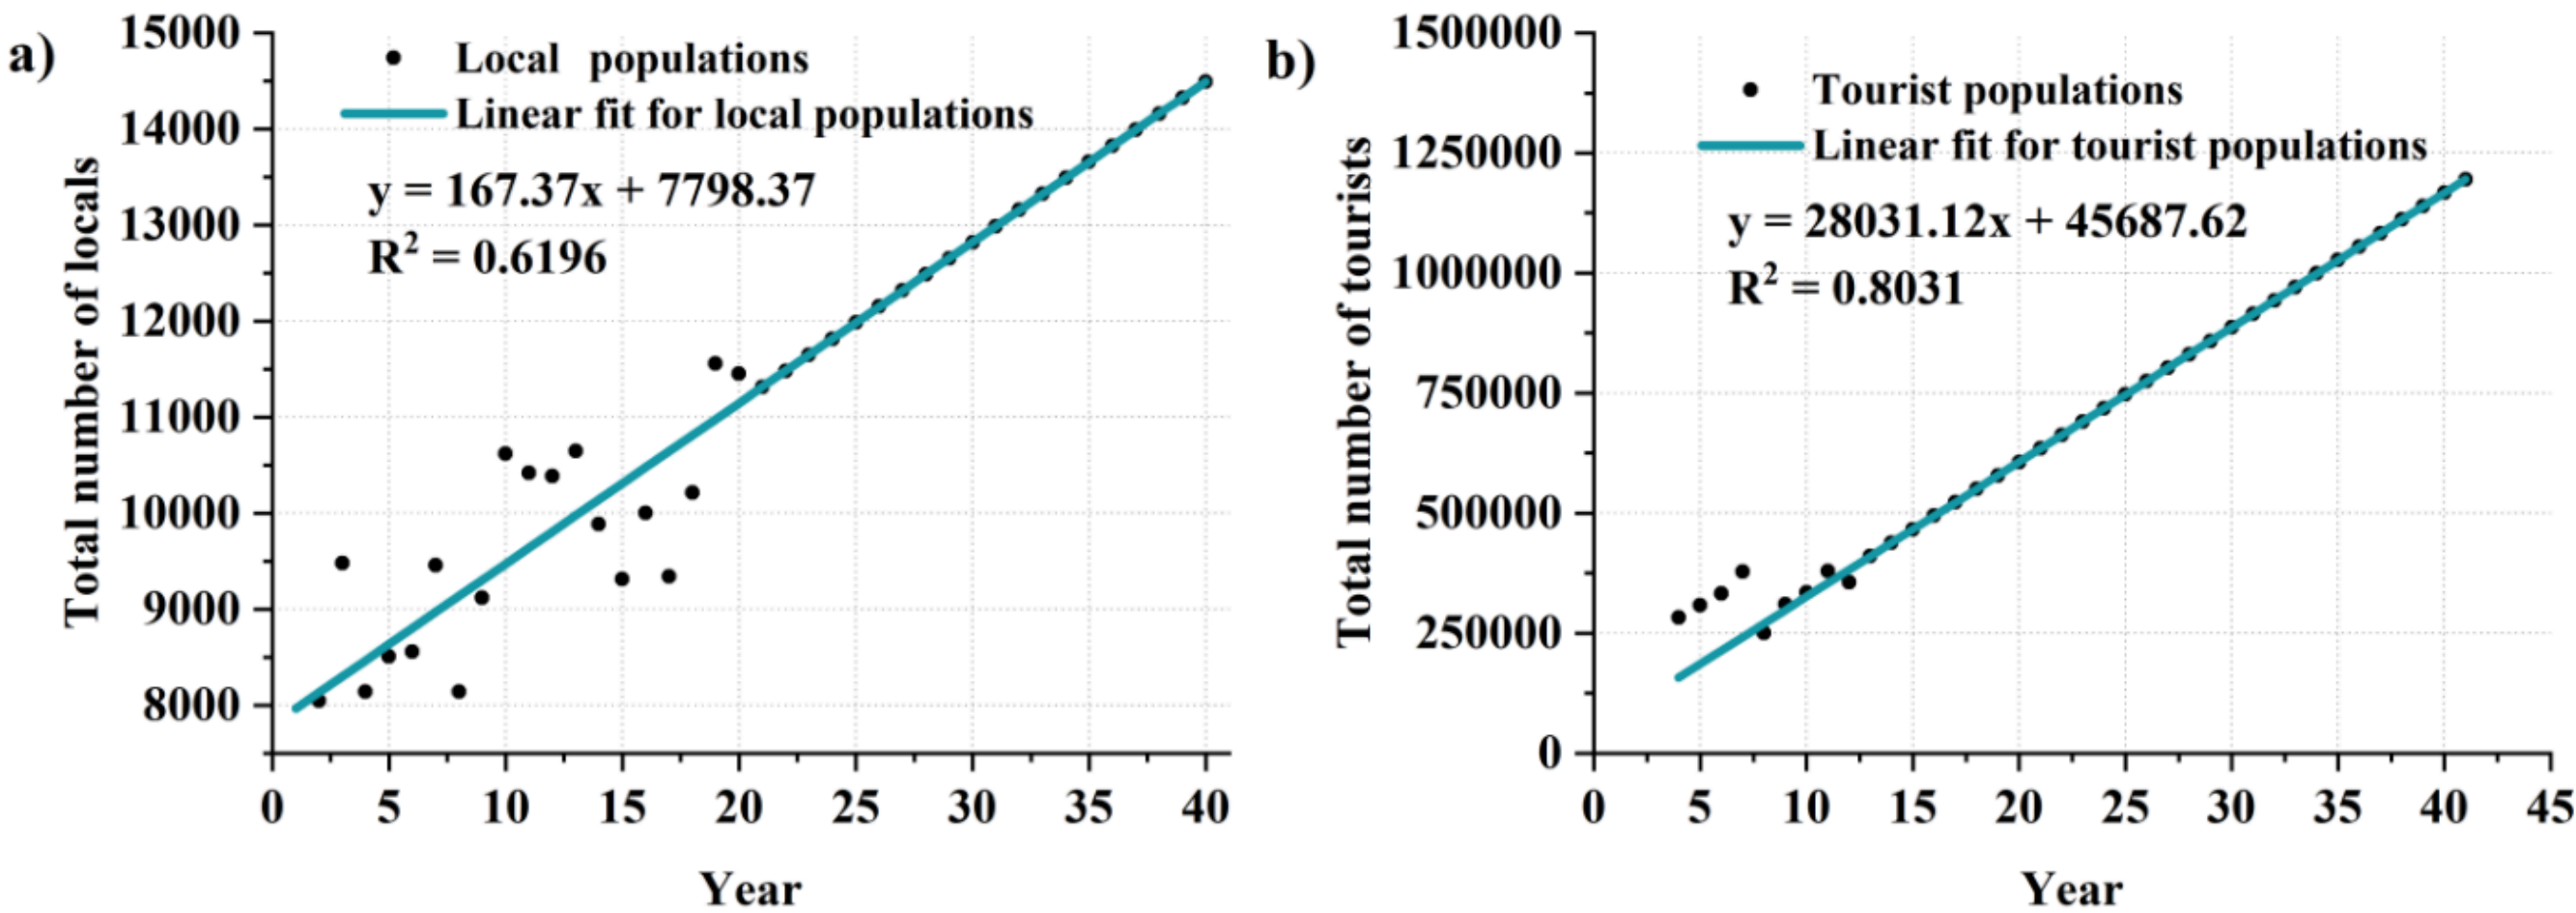 a)
15000
14000
13000
12000
11000
10000
9000
8000
Total number of locals
Local populations
Linear fit for local populations
y = 167.37x + 7798.37
R² = 0.6196
0 5 10 15 20 25 30 35 40
Year
b)
1500000
1250000
1000000
750000
500000
250000
0
Total number of tourists
Tourist populations
Linear fit for tourist populations
y = 28031.12x + 45687.62
R² = 0.8031
0 5 10 15 20 25 30 35 40 45
Year